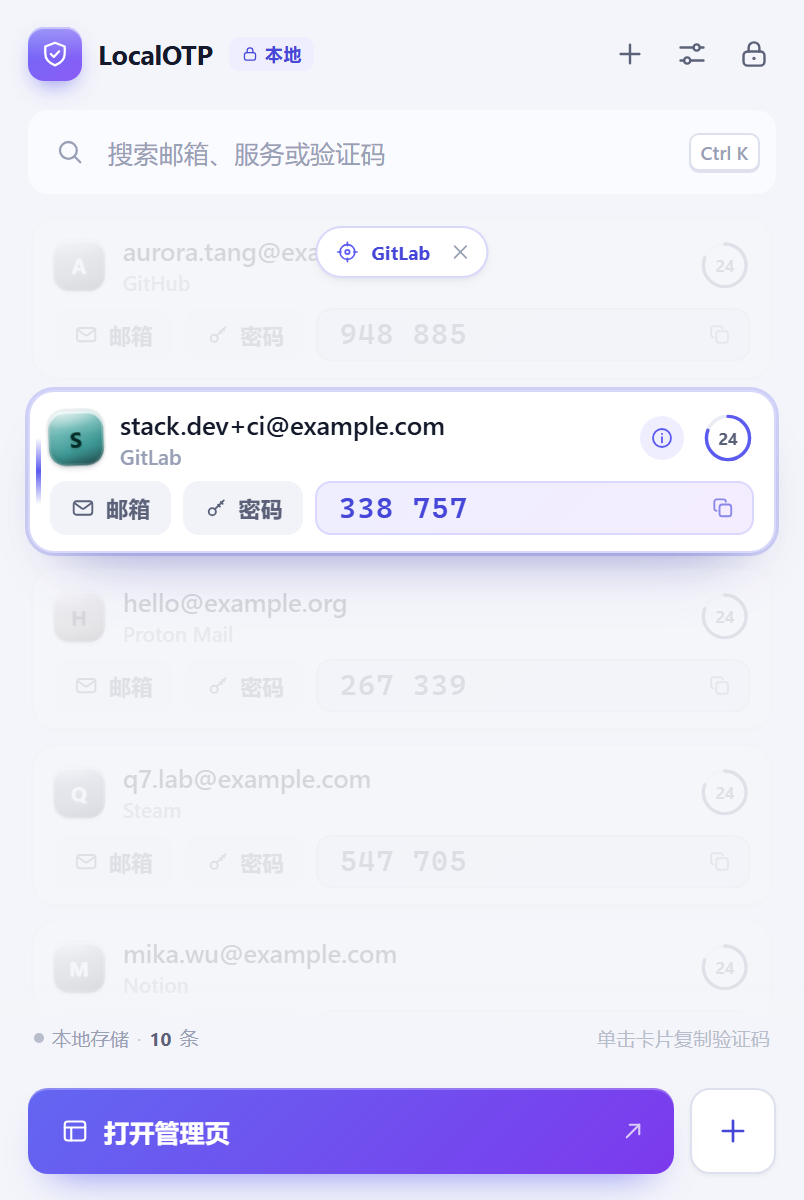 LocalOTP 本地
搜索邮箱、服务或验证码 Ctrl K
A aurora.tang@exa 24
GitLab
GitHub
邮箱 密码 948 885
S stack.dev+ci@example.com 24
GitLab
邮箱 密码 338 757
H hello@example.org 24
Proton Mail
邮箱 密码 267 339
Q q7.lab@example.com 24
Steam
邮箱 密码 547 705
M mika.wu@example.com 24
Notion
本地存储 · 10 条 单击卡片复制验证码
打开管理页